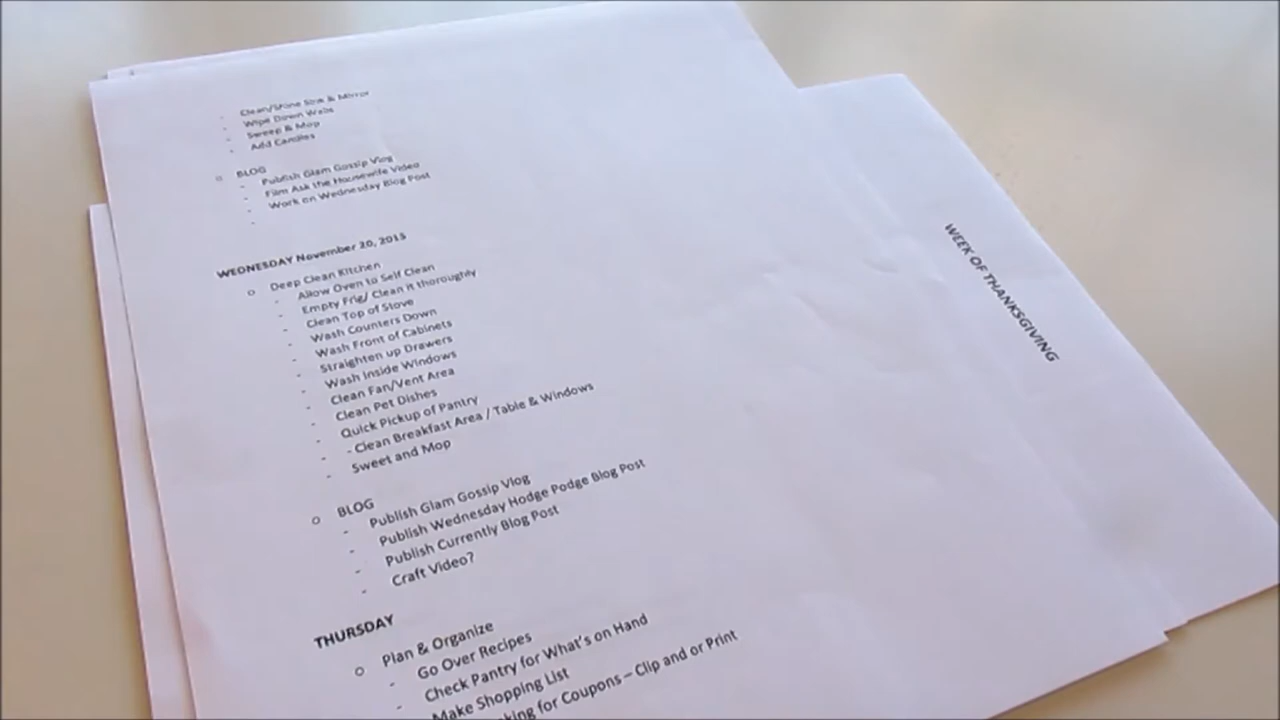 - Clean/Shine Sink & Mirror
- Wipe Down Walls
- Sweep & Mop
- Add Candles
o BLOG
- Publish Glam Gossip Vlog
- Film Ask the Housewife Video
- Work on Wednesday Blog Post
-
WEDNESDAY November 20, 2013
o Deep Clean Kitchen
- Allow Oven to Self Clean
- Empty Frig/ Clean it thoroughly
- Clean Top of Stove
- Wash Counters Down
- Wash Front of Cabinets
- Straighten up Drawers
- Wash Inside Windows
- Clean Fan/Vent Area
- Clean Pet Dishes
- Quick Pickup of Pantry
- - Clean Breakfast Area / Table & Windows
- Sweet and Mop
o BLOG
- Publish Glam Gossip Vlog
- Publish Wednesday Hodge Podge Blog Post
- Publish Currently Blog Post
- Craft Video?
THURSDAY
o Plan & Organize
- Go Over Recipes
- Check Pantry for What's on Hand
Make Shopping List
for Coupons – Clip and or Print
WEEK OF THANKSGIVING